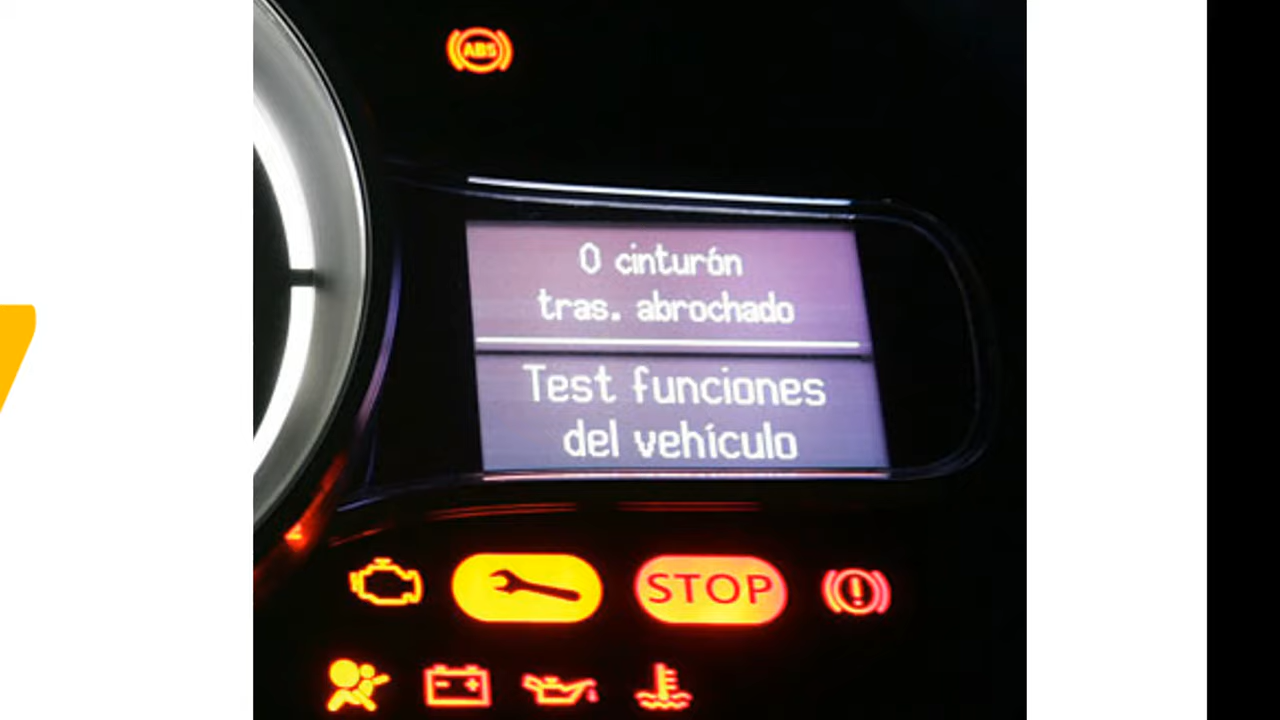 ABS
0 cinturón
tras. abrochado
Test funciones
del vehículo
STOP